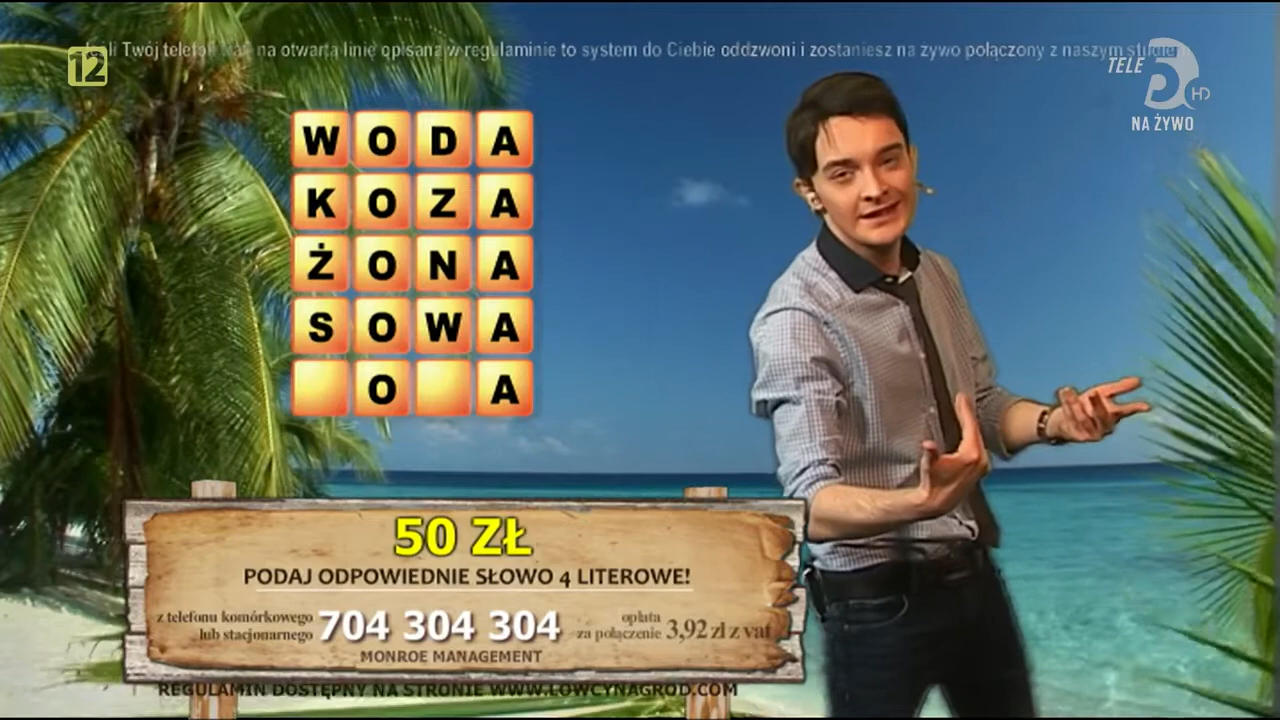 Twój telefon na otwartą linię opisaną w regulaminie to system do Ciebie oddzwoni i zostaniesz na żywo połączony z naszym
12
TELE 5 HD
NA ŻYWO
WODA
KOZA
ŻONA
SOWA
O A
50 ZŁ
PODAJ ODPOWIEDNIE SŁOWO 4 LITEROWE!
z telefonu komórkowego
lub stacjonarnego
704 304 304
opłata
za połączenie 3,92 zł z vat
MONROE MANAGEMENT
REGULAMIN DOSTĘPNY NA STRONIE WWW.LOWCYNAGROD.COM